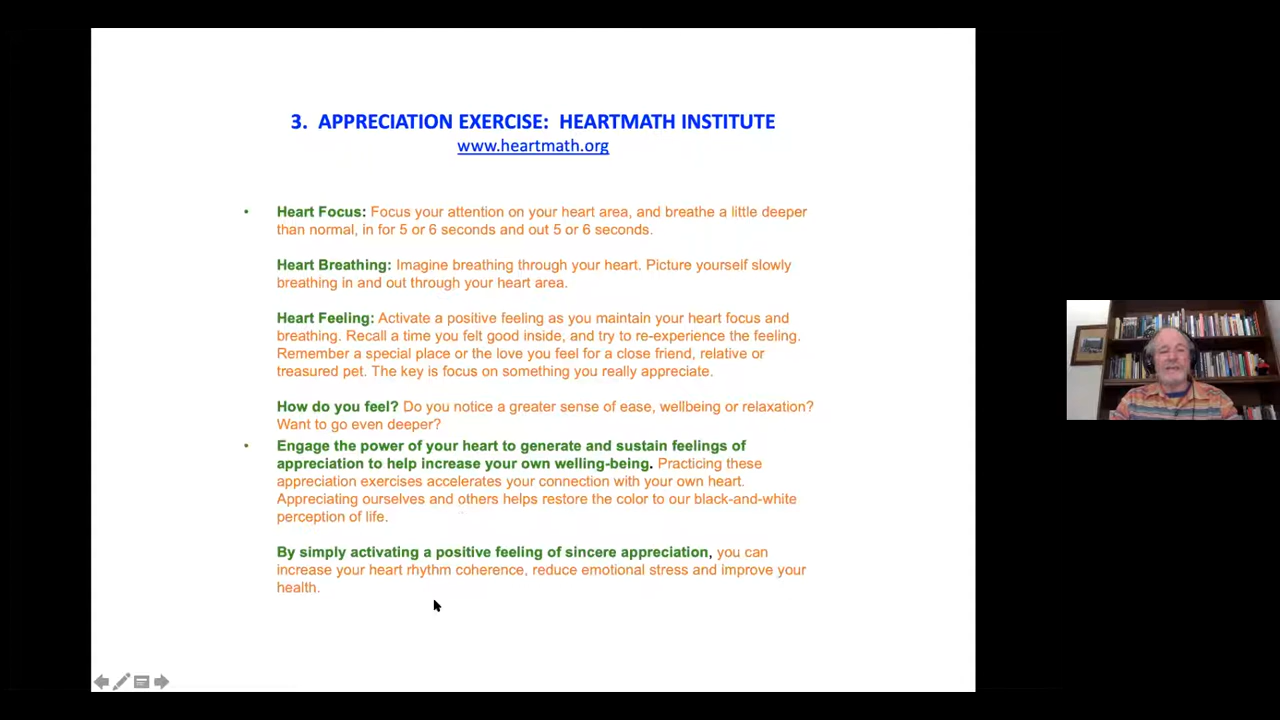 3. APPRECIATION EXERCISE: HEARTMATH INSTITUTE
www.heartmath.org
• Heart Focus: Focus your attention on your heart area, and breathe a little deeper
than normal, in for 5 or 6 seconds and out 5 or 6 seconds.
Heart Breathing: Imagine breathing through your heart. Picture yourself slowly
breathing in and out through your heart area.
Heart Feeling: Activate a positive feeling as you maintain your heart focus and
breathing. Recall a time you felt good inside, and try to re-experience the feeling.
Remember a special place or the love you feel for a close friend, relative or
treasured pet. The key is focus on something you really appreciate.
How do you feel? Do you notice a greater sense of ease, wellbeing or relaxation?
Want to go even deeper?
• Engage the power of your heart to generate and sustain feelings of
appreciation to help increase your own welling-being. Practicing these
appreciation exercises accelerates your connection with your own heart.
Appreciating ourselves and others helps restore the color to our black-and-white
perception of life.
By simply activating a positive feeling of sincere appreciation, you can
increase your heart rhythm coherence, reduce emotional stress and improve your
health.